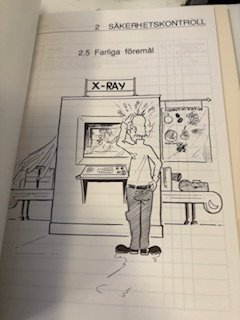 2 SÄKERHETSKONTROLL
2.5 Farliga föremål
X-RAY